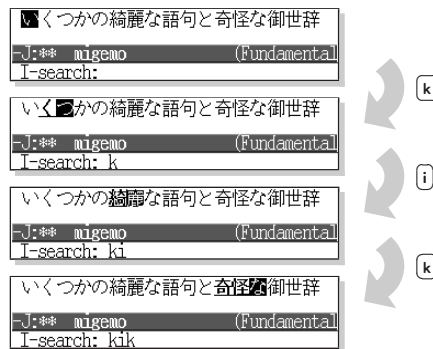 いくつかの綺麗な語句と奇怪な御世辞
-J:** migemo (Fundamental
I-search:
k
いくつかの綺麗な語句と奇怪な御世辞
-J:** migemo (Fundamental
I-search: k
i
いくつかの綺麗な語句と奇怪な御世辞
-J:** migemo (Fundamental
I-search: ki
k
いくつかの綺麗な語句と奇怪な御世辞
-J:** migemo (Fundamental
I-search: kik